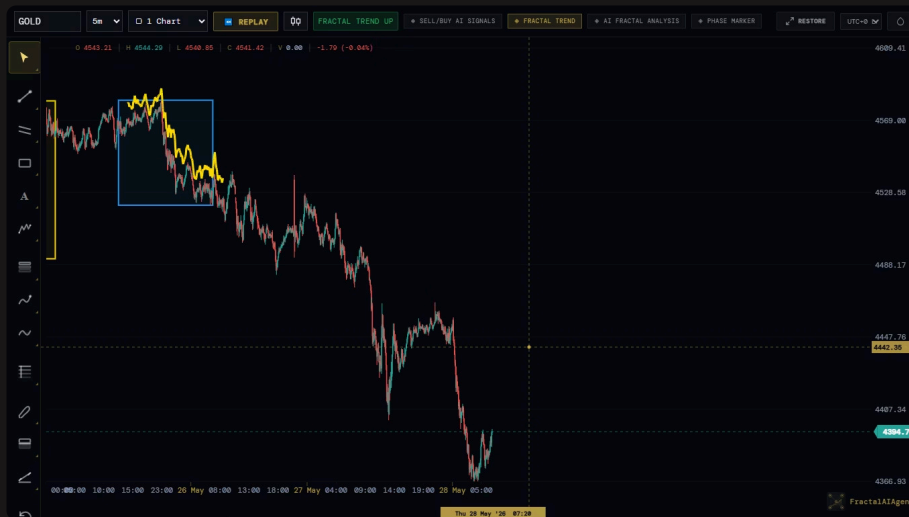 GOLD 5m 1 Chart REPLAY FRACTAL TREND UP SELL/BUY AI SIGNALS FRACTAL TREND AI FRACTAL ANALYSIS PHASE MARKER RESTORE UTC+0
O 4543.21 | H 4544.29 | L 4540.85 | C 4541.42 | V 0.00 | -1.79 (-0.04%)
4609.41
4569.00
A
4528.58
4488.17
4447.76
4442.35
4407.34
4394.7
4366.93
10:00 15:00 23:00 26 May 08:00 13:00 18:00 27 May 04:00 09:00 14:00 19:00 28 May 05:00
FractalAIAgen
Thu 28 May '26 07:20